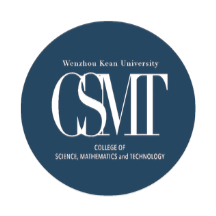 Wenzhou Kean University
CSMT
COLLEGE OF
SCIENCE, MATHEMATICS and TECHNOLOGY